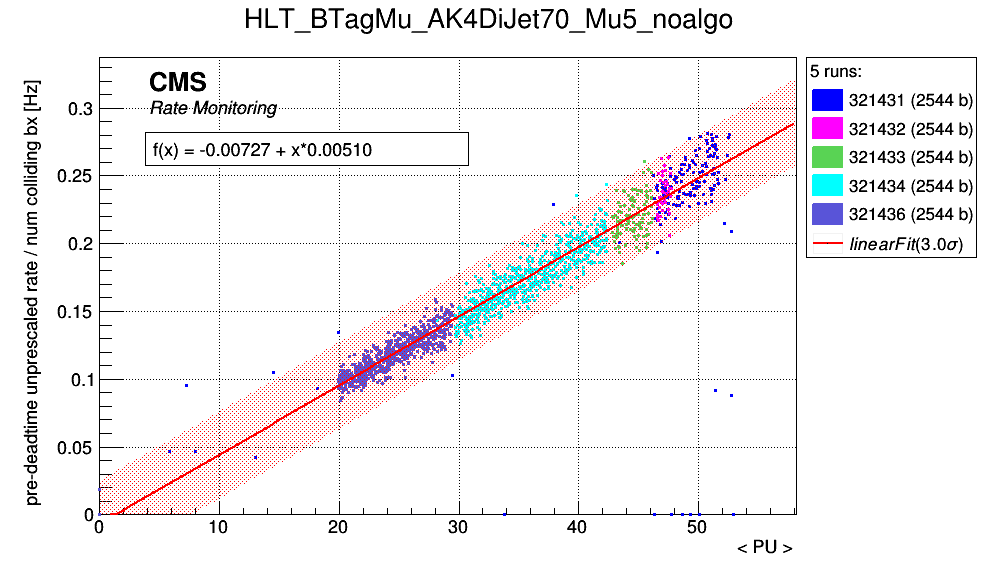 HLT_BTagMu_AK4DiJet70_Mu5_noalgo
CMS
Rate Monitoring
f(x) = -0.00727 + x*0.00510
pre-deadtime unprescaled rate / num colliding bx [Hz]
0.3
0.25
0.2
0.15
0.1
0.05
0
0 10 20 30 40 50
< PU >
5 runs:
321431 (2544 b)
321432 (2544 b)
321433 (2544 b)
321434 (2544 b)
321436 (2544 b)
linearFit(3.0σ)